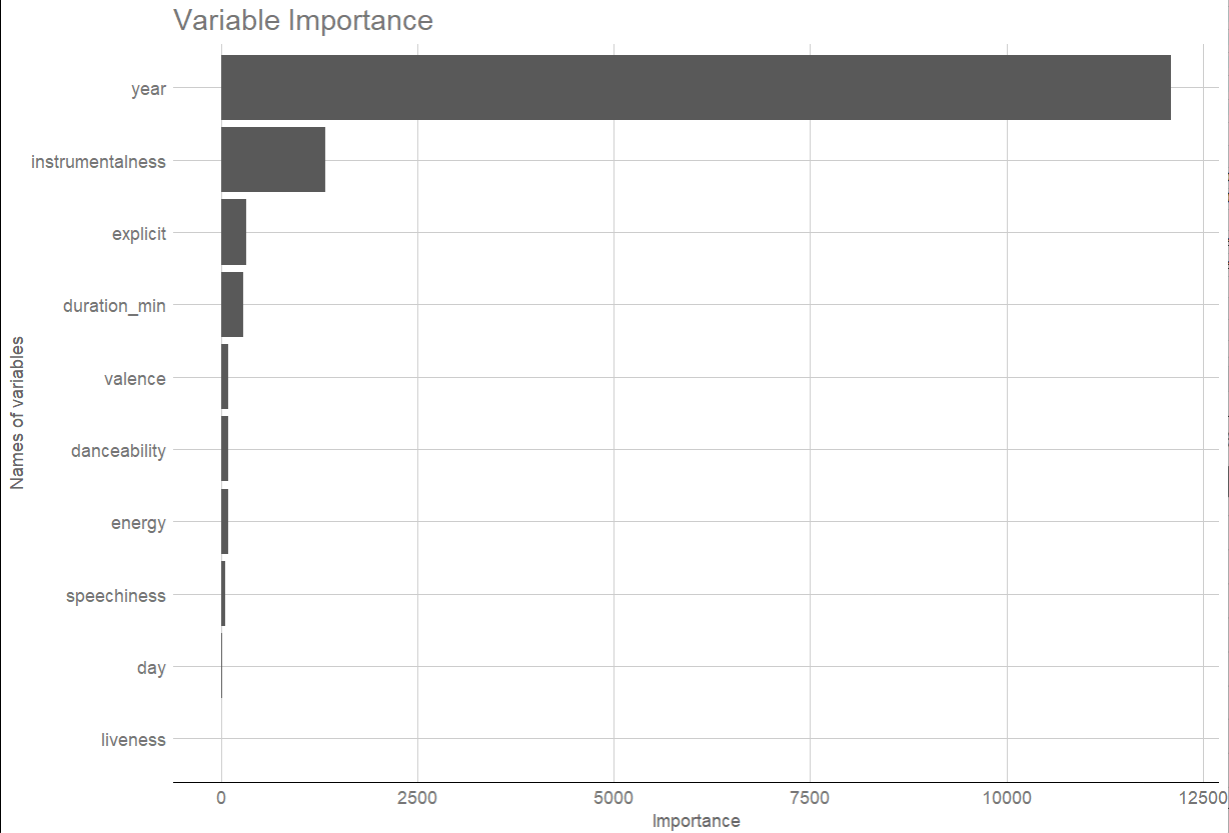 Variable Importance
year
instrumentalness
explicit
duration_min
valence
danceability
energy
speechiness
day
liveness
Names of variables
0 2500 5000 7500 10000 12500
Importance